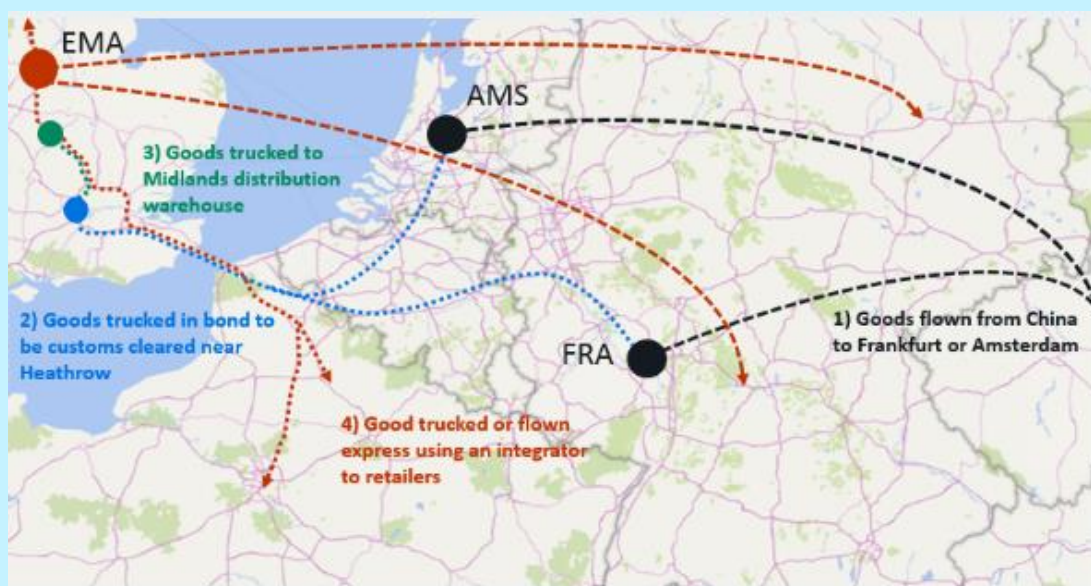 EMA
AMS
3) Goods trucked to
Midlands distribution
warehouse
2) Goods trucked in bond to
be customs cleared near
Heathrow
1) Goods flown from China
to Frankfurt or Amsterdam
FRA
4) Good trucked or flown
express using an integrator
to retailers